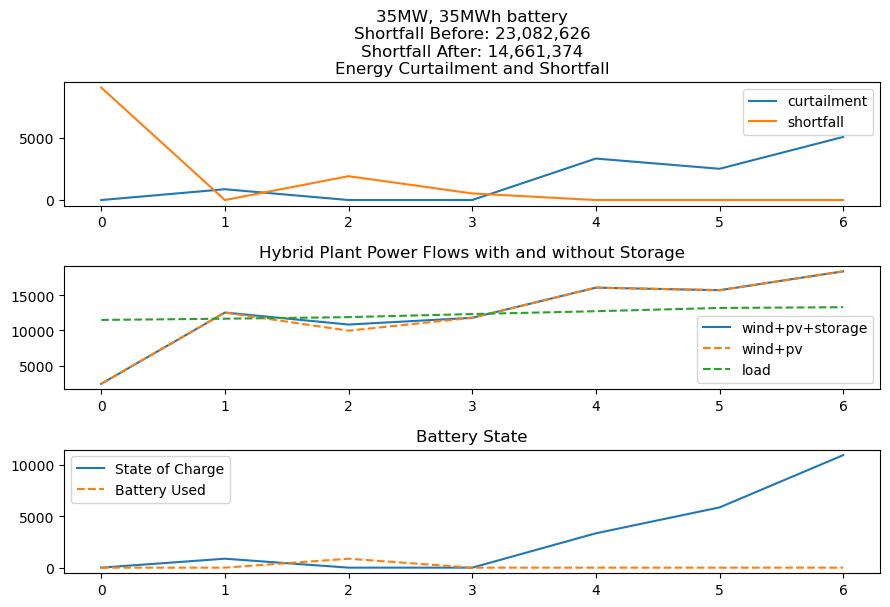 35MW, 35MWh battery
Shortfall Before: 23,082,626
Shortfall After: 14,661,374
Energy Curtailment and Shortfall
curtailment
shortfall
5000
0
0 1 2 3 4 5 6
Hybrid Plant Power Flows with and without Storage
15000
10000
5000
wind+pv+storage
wind+pv
load
0 1 2 3 4 5 6
Battery State
State of Charge
Battery Used
10000
5000
0
0 1 2 3 4 5 6